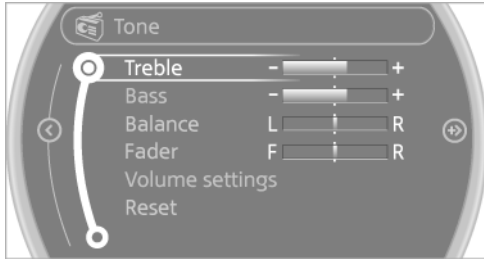 Tone
Treble - +
Bass - +
Balance L R
Fader F R
Volume settings
Reset